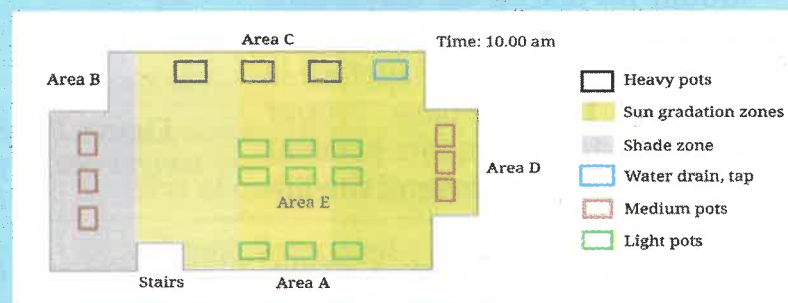 Area C
Time: 10.00 am
Area B
Heavy pots
Sun gradation zones
Shade zone
Area D
Water drain, tap
Area E
Medium pots
Light pots
Stairs
Area A